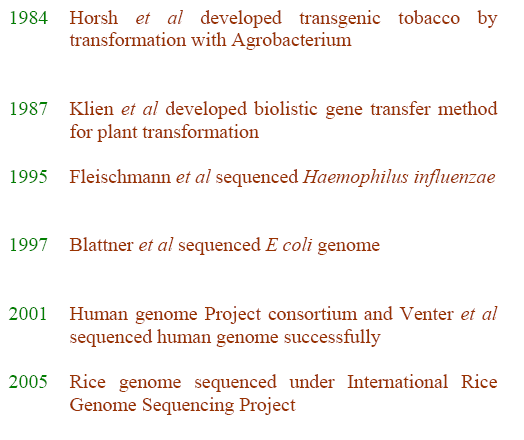 1984 Horsh et al developed transgenic tobacco by
transformation with Agrobacterium
1987 Klien et al developed biolistic gene transfer method
for plant transformation
1995 Fleischmann et al sequenced Haemophilus influenzae
1997 Blattner et al sequenced E coli genome
2001 Human genome Project consortium and Venter et al
sequenced human genome successfully
2005 Rice genome sequenced under International Rice
Genome Sequencing Project